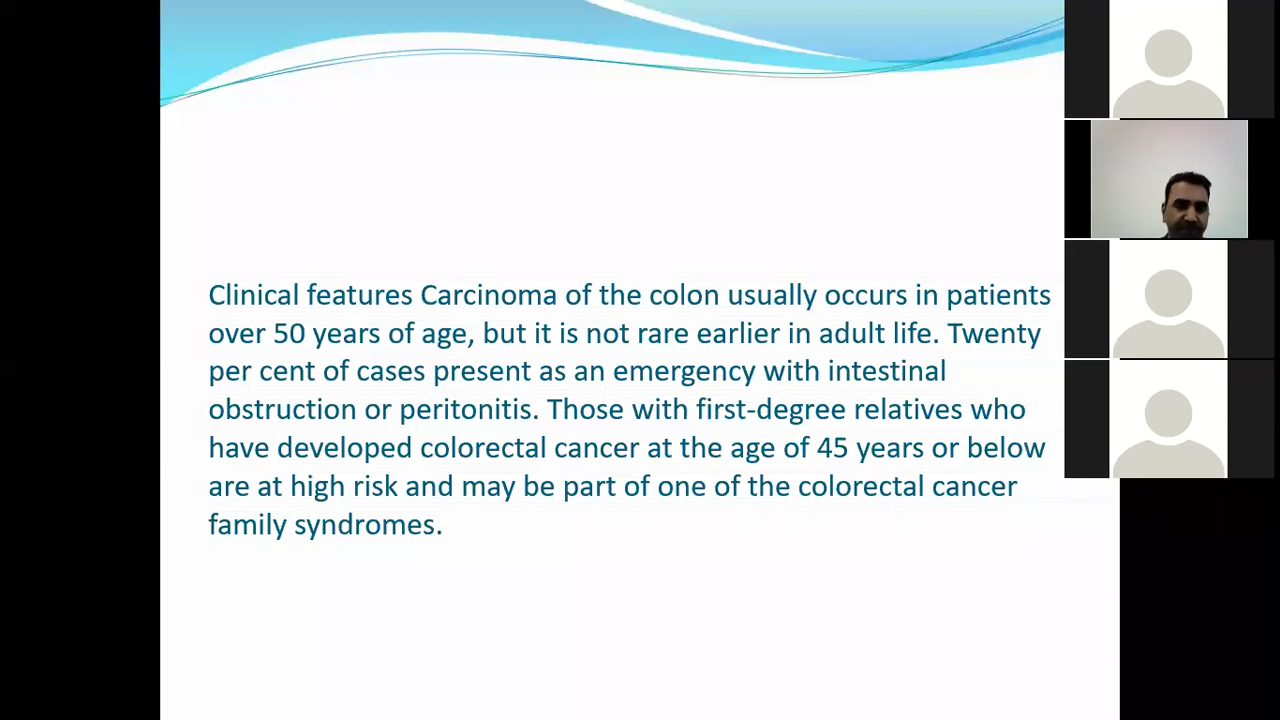 Clinical features Carcinoma of the colon usually occurs in patients
over 50 years of age, but it is not rare earlier in adult life. Twenty
per cent of cases present as an emergency with intestinal
obstruction or peritonitis. Those with first-degree relatives who
have developed colorectal cancer at the age of 45 years or below
are at high risk and may be part of one of the colorectal cancer
family syndromes.